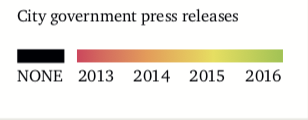 City government press releases
NONE 2013 2014 2015 2016